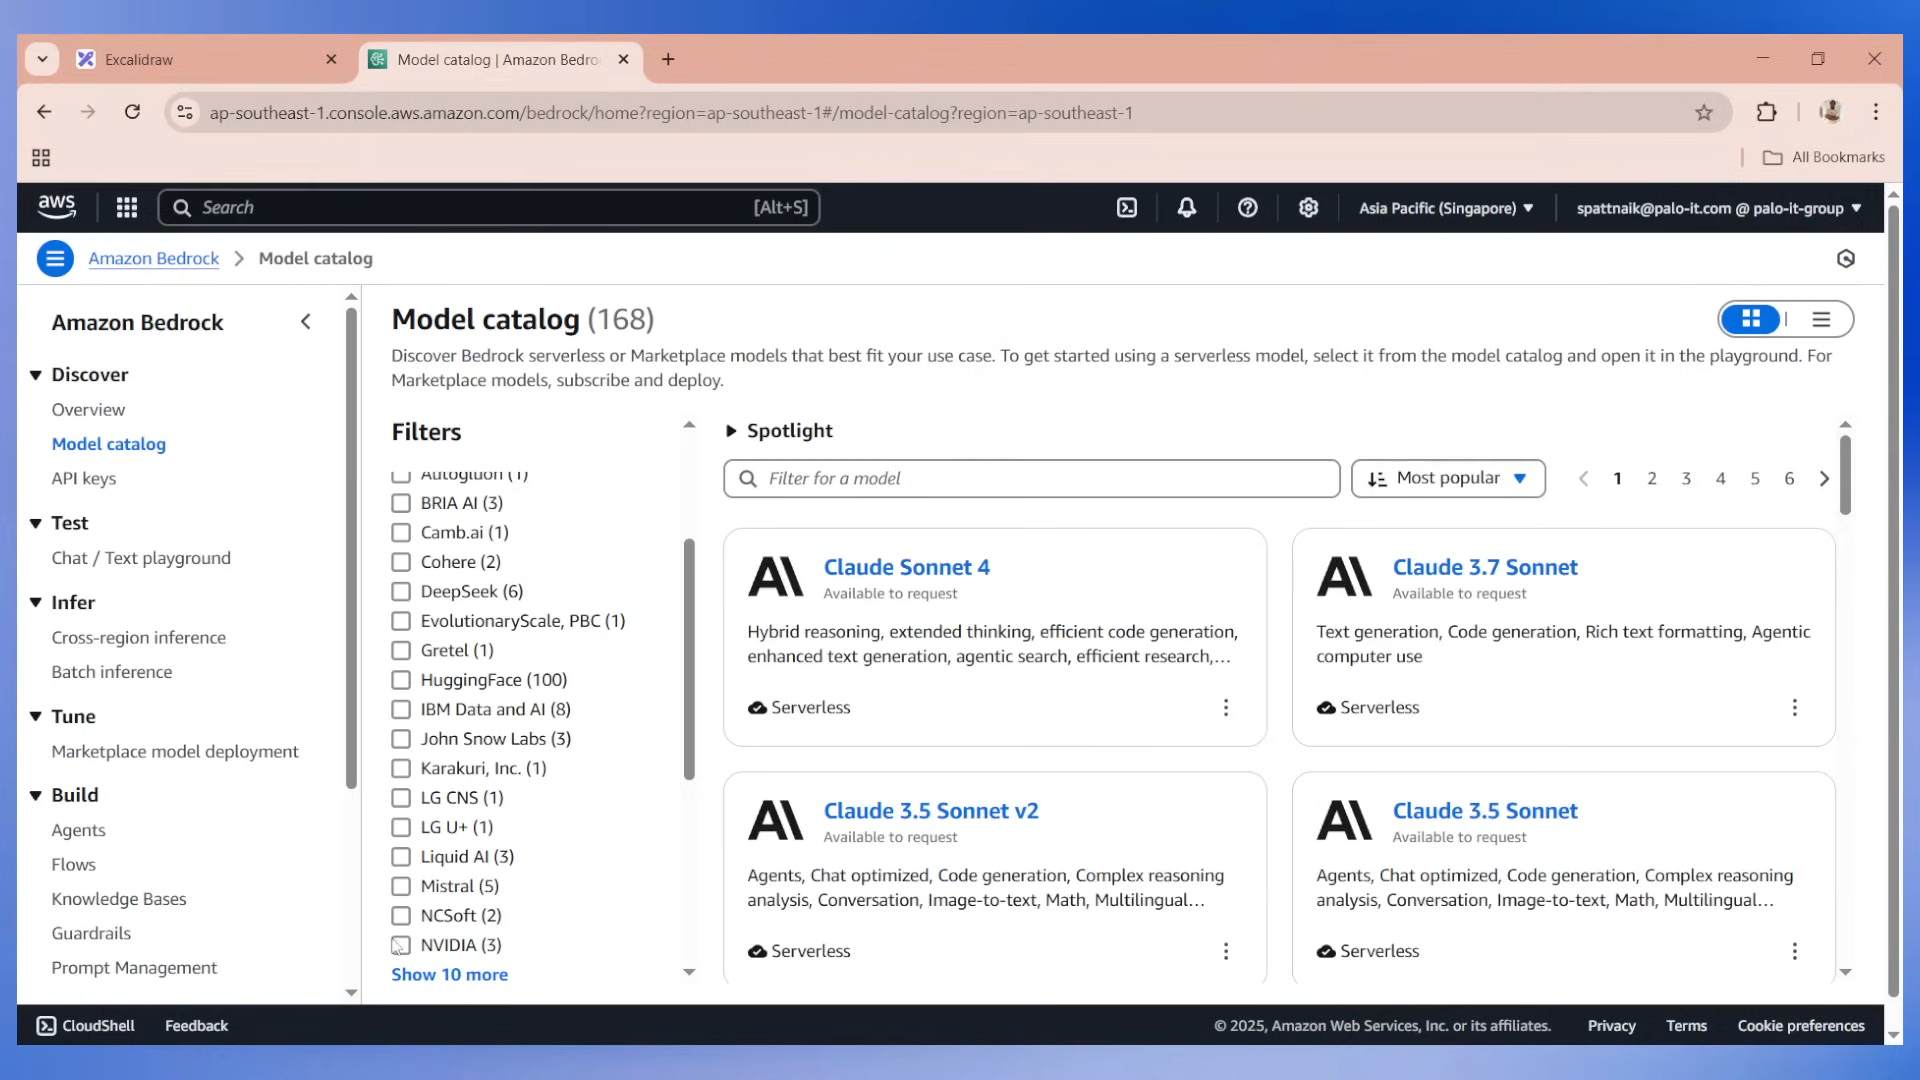 Excalidraw
Model catalog | Amazon Bedro
ap-southeast-1.console.aws.amazon.com/bedrock/home?region=ap-southeast-1#/model-catalog?region=ap-southeast-1
All Bookmarks
aws
Search
[Alt+S]
Asia Pacific (Singapore)
spattnaik@palo-it.com @ palo-it-group
Amazon Bedrock
Model catalog
Amazon Bedrock
Discover
Overview
Model catalog
API keys
Test
Chat / Text playground
Infer
Cross-region inference
Batch inference
Tune
Marketplace model deployment
Build
Agents
Flows
Knowledge Bases
Guardrails
Prompt Management
Model catalog (168)
Discover Bedrock serverless or Marketplace models that best fit your use case. To get started using a serverless model, select it from the model catalog and open it in the playground. For
Marketplace models, subscribe and deploy.
Filters
Autogluon (1)
BRIA AI (3)
Camb.ai (1)
Cohere (2)
DeepSeek (6)
EvolutionaryScale, PBC (1)
Gretel (1)
HuggingFace (100)
IBM Data and AI (8)
John Snow Labs (3)
Karakuri, Inc. (1)
LG CNS (1)
LG U+ (1)
Liquid AI (3)
Mistral (5)
NCSoft (2)
NVIDIA (3)
Show 10 more
Spotlight
Filter for a model
Most popular
1 2 3 4 5 6
Claude Sonnet 4
Available to request
Hybrid reasoning, extended thinking, efficient code generation,
enhanced text generation, agentic search, efficient research,...
Serverless
Claude 3.7 Sonnet
Available to request
Text generation, Code generation, Rich text formatting, Agentic
computer use
Serverless
Claude 3.5 Sonnet v2
Available to request
Agents, Chat optimized, Code generation, Complex reasoning
analysis, Conversation, Image-to-text, Math, Multilingual...
Serverless
Claude 3.5 Sonnet
Available to request
Agents, Chat optimized, Code generation, Complex reasoning
analysis, Conversation, Image-to-text, Math, Multilingual...
Serverless
CloudShell
Feedback
© 2025, Amazon Web Services, Inc. or its affiliates.
Privacy
Terms
Cookie preferences